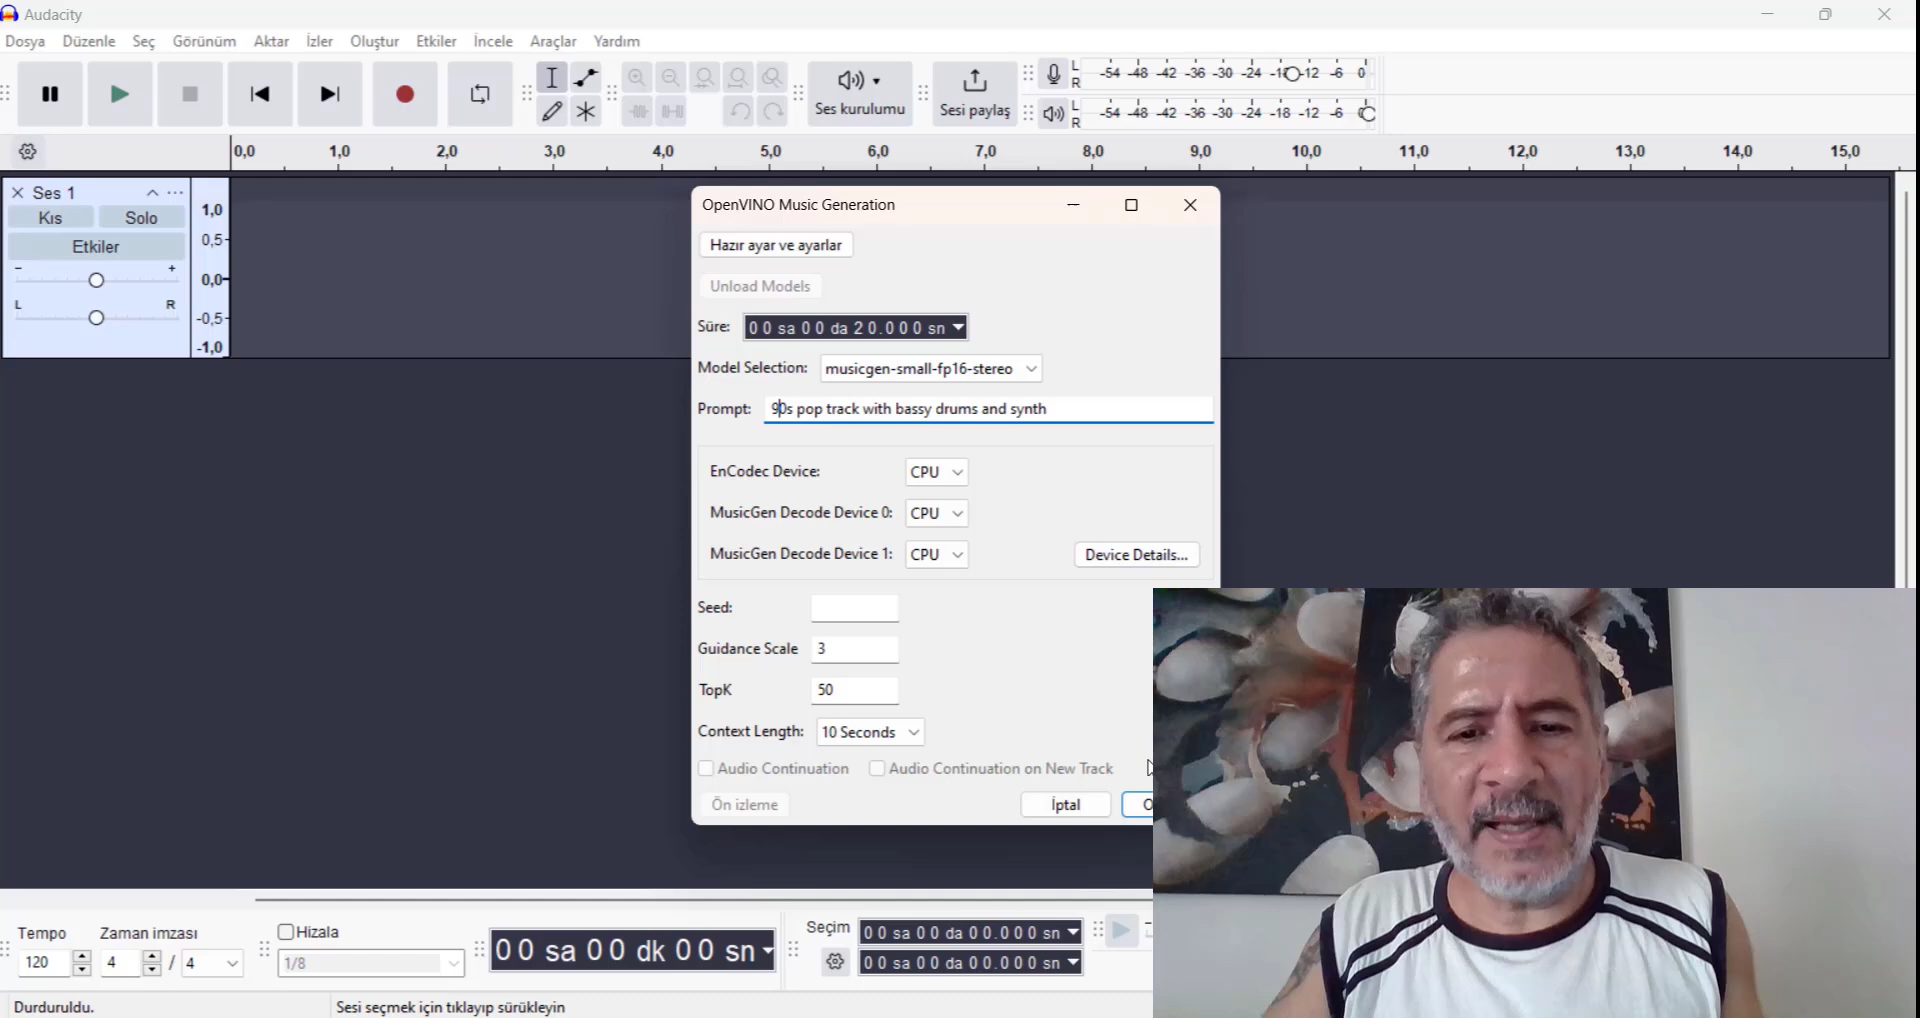 Audacity
Dosya Düzenle Seç Görünüm Aktar İzler Oluştur Etkiler İncele Araçlar Yardım
Ses kurulumu
Sesi paylaş
L
R
-54 -48 -42 -36 -30 -24 -18 -12 -6 0
L
R
-54 -48 -42 -36 -30 -24 -18 -12 -6 0
0,0 1,0 2,0 3,0 4,0 5,0 6,0 7,0 8,0 9,0 10,0 11,0 12,0 13,0 14,0 15,0
Ses 1
Kıs Solo
Etkiler
- +
L R
1,0
0,5
0,0
-0,5
-1,0
OpenVINO Music Generation
Hazır ayar ve ayarlar
Unload Models
Süre: 00 sa 00 da 20.000 sn
Model Selection: musicgen-small-fp16-stereo
Prompt: 90s pop track with bassy drums and synth
EnCodec Device: CPU
MusicGen Decode Device 0: CPU
MusicGen Decode Device 1: CPU Device Details...
Seed:
Guidance Scale 3
TopK 50
Context Length: 10 Seconds
Audio Continuation Audio Continuation on New Track
Ön izleme İptal O
Tempo Zaman imzası Hizala
120 4 / 4 1/8
00 sa 00 dk 00 sn
Seçim
00 sa 00 da 00.000 sn
00 sa 00 da 00.000 sn
Durduruldu. Sesi seçmek için tıklayıp sürükleyin